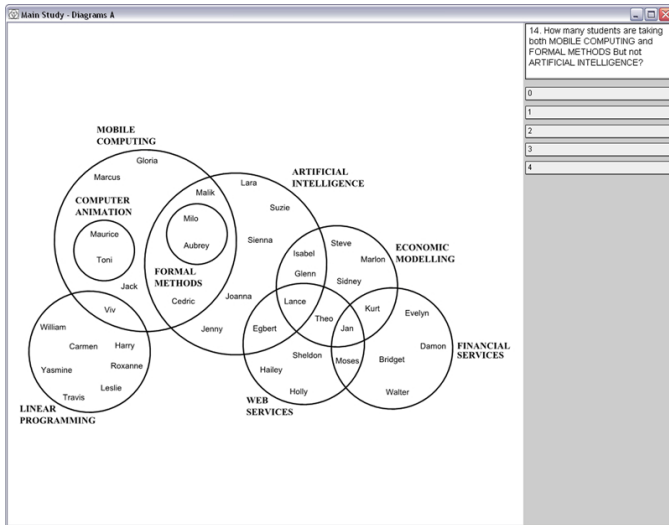 Main Study - Diagrams A
14. How many students are taking
both MOBILE COMPUTING and
FORMAL METHODS But not
ARTIFICIAL INTELLIGENCE?
0
1
2
3
4
MOBILE
COMPUTING
Gloria
Marcus
Malik
COMPUTER
ANIMATION
Maurice
Toni
Milo
Aubrey
FORMAL
METHODS
Jack
Cedric
Viv
ARTIFICIAL
INTELLIGENCE
Lara
Suzie
Sienna
Joanna
Jenny
Isabel
Glenn
Lance
Steve
Marlon
Sidney
ECONOMIC
MODELLING
Kurt
Theo
Jan
Egbert
Sheldon
Moses
Hailey
Holly
WEB
SERVICES
Evelyn
Damon
Bridget
Walter
FINANCIAL
SERVICES
William
Carmen
Harry
Yasmine
Roxanne
Leslie
Travis
LINEAR
PROGRAMMING